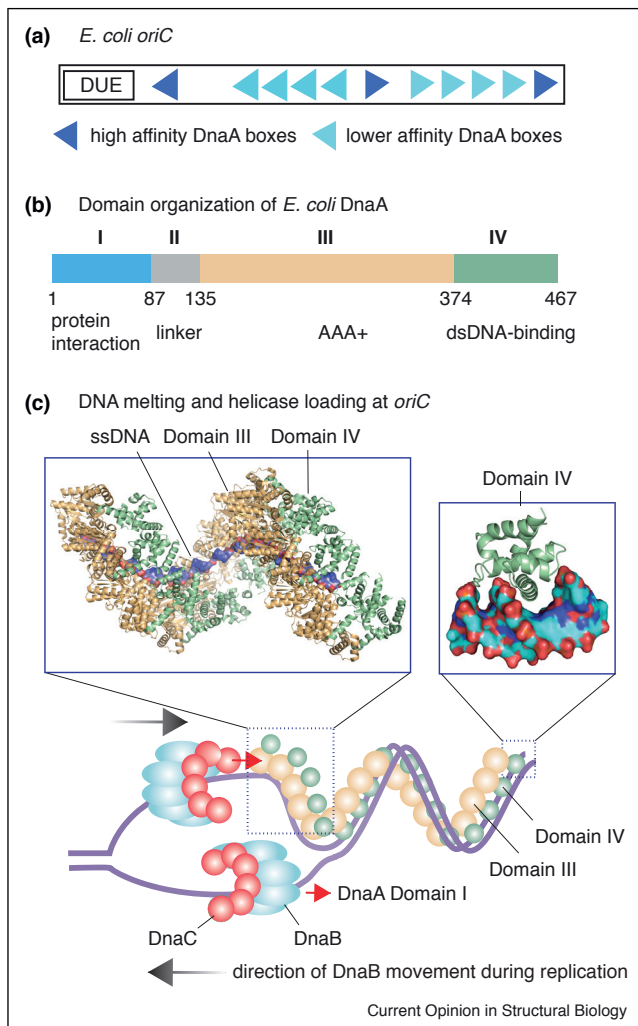 (a) E. coli oriC
DUE
high affinity DnaA boxes
lower affinity DnaA boxes
(b) Domain organization of E. coli DnaA
I II III IV
1 87 135 374 467
protein
interaction
linker
AAA+
dsDNA-binding
(c) DNA melting and helicase loading at oriC
ssDNA Domain III Domain IV
Domain IV
Domain IV
Domain III
DnaA Domain I
DnaC DnaB
direction of DnaB movement during replication
Current Opinion in Structural Biology